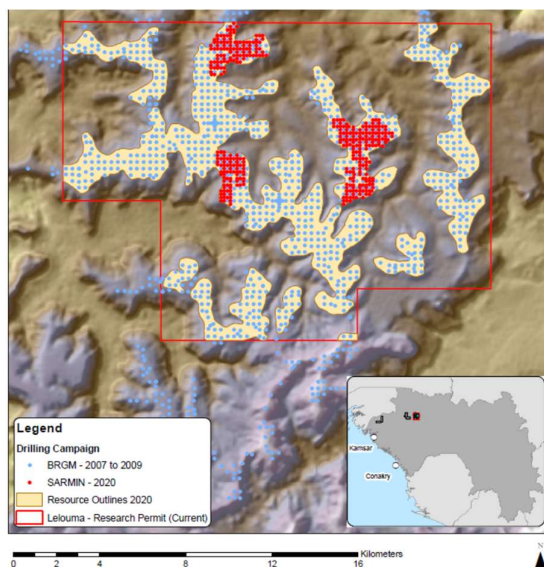 Legend
Drilling Campaign
BRGM - 2007 to 2009
SARMIN - 2020
Resource Outlines 2020
Lelouma - Research Permit (Current)
Kamsar
Conakry
Kilometers
0 2 4 8 12 16
N